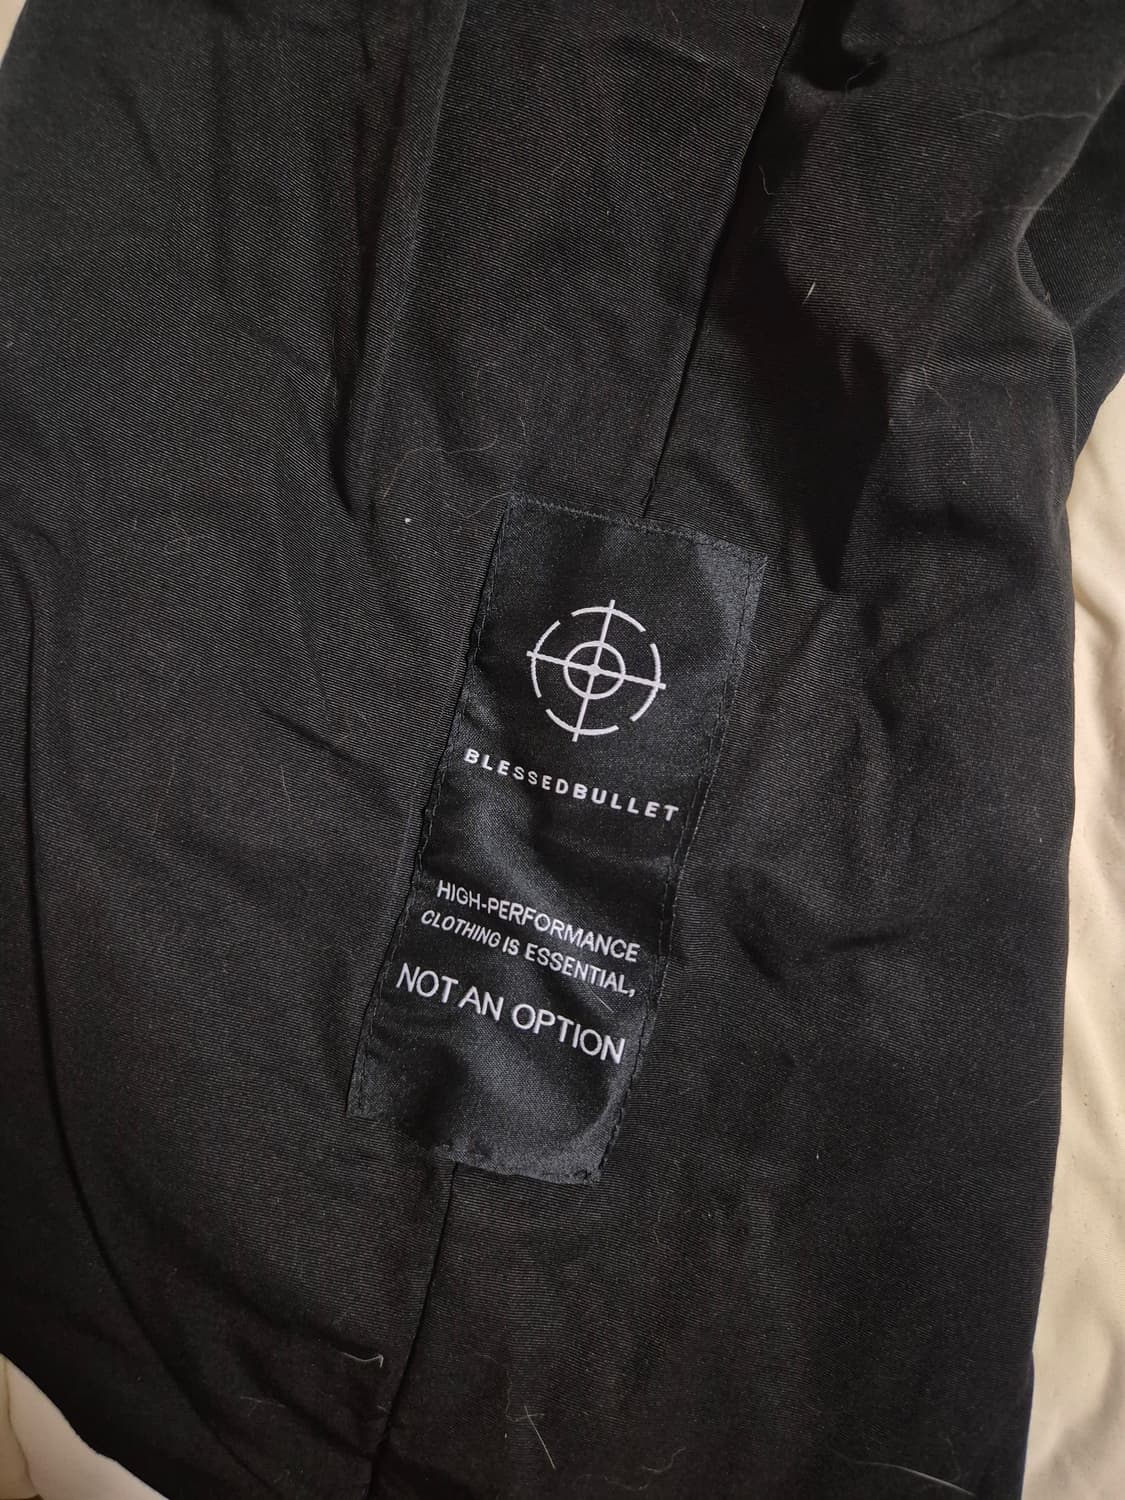 BLESSEDBULLET
HIGH-PERFORMANCE
CLOTHING IS ESSENTIAL,
NOT AN OPTION